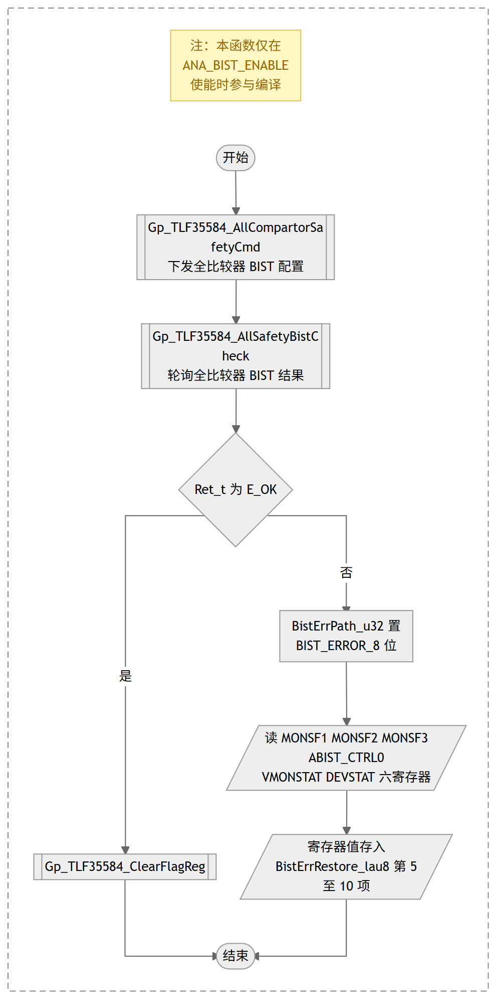 注：本函数仅在
ANA_BIST_ENABLE
使能时参与编译
开始
Gp_TLF35584_AllCompartorSa
fetyCmd
下发全比较器 BIST 配置
Gp_TLF35584_AllSafetyBistC
heck
轮询全比较器 BIST 结果
Ret_t 为 E_OK
否
BistErrPath_u32 置
BIST_ERROR_8 位
是
读 MONSF1 MONSF2 MONSF3
ABIST_CTRL0
VMONSTAT DEVSTAT 六寄存器
寄存器值存入
BistErrRestore_lau8 第 5
至 10 项
Gp_TLF35584_ClearFlagReg
结束